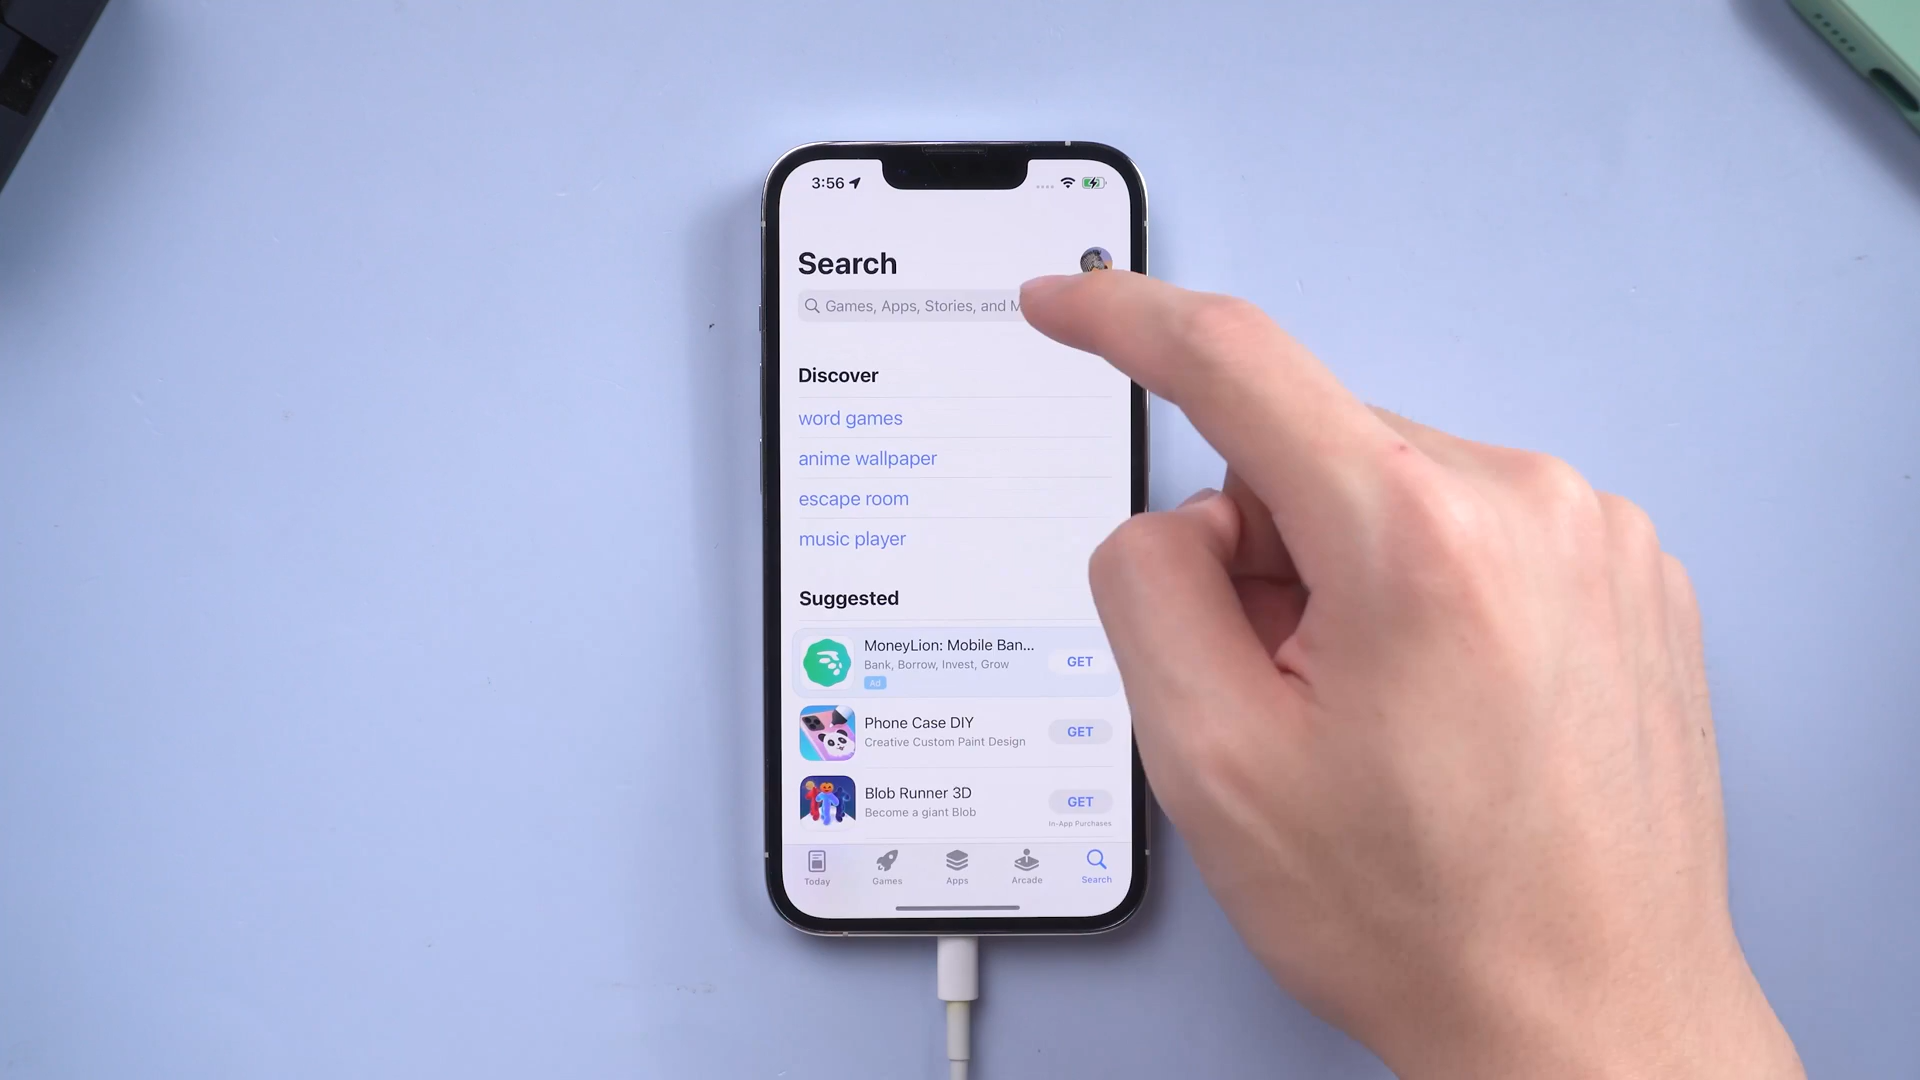 3:56
Search
Games, Apps, Stories, and
Discover
word games
anime wallpaper
escape room
music player
Suggested
MoneyLion: Mobile Ban...
Bank, Borrow, Invest, Grow
GET
Ad
Phone Case DIY
Creative Custom Paint Design
GET
Blob Runner 3D
Become a giant Blob
GET
In-App Purchases
Today
Games
Apps
Arcade
Search